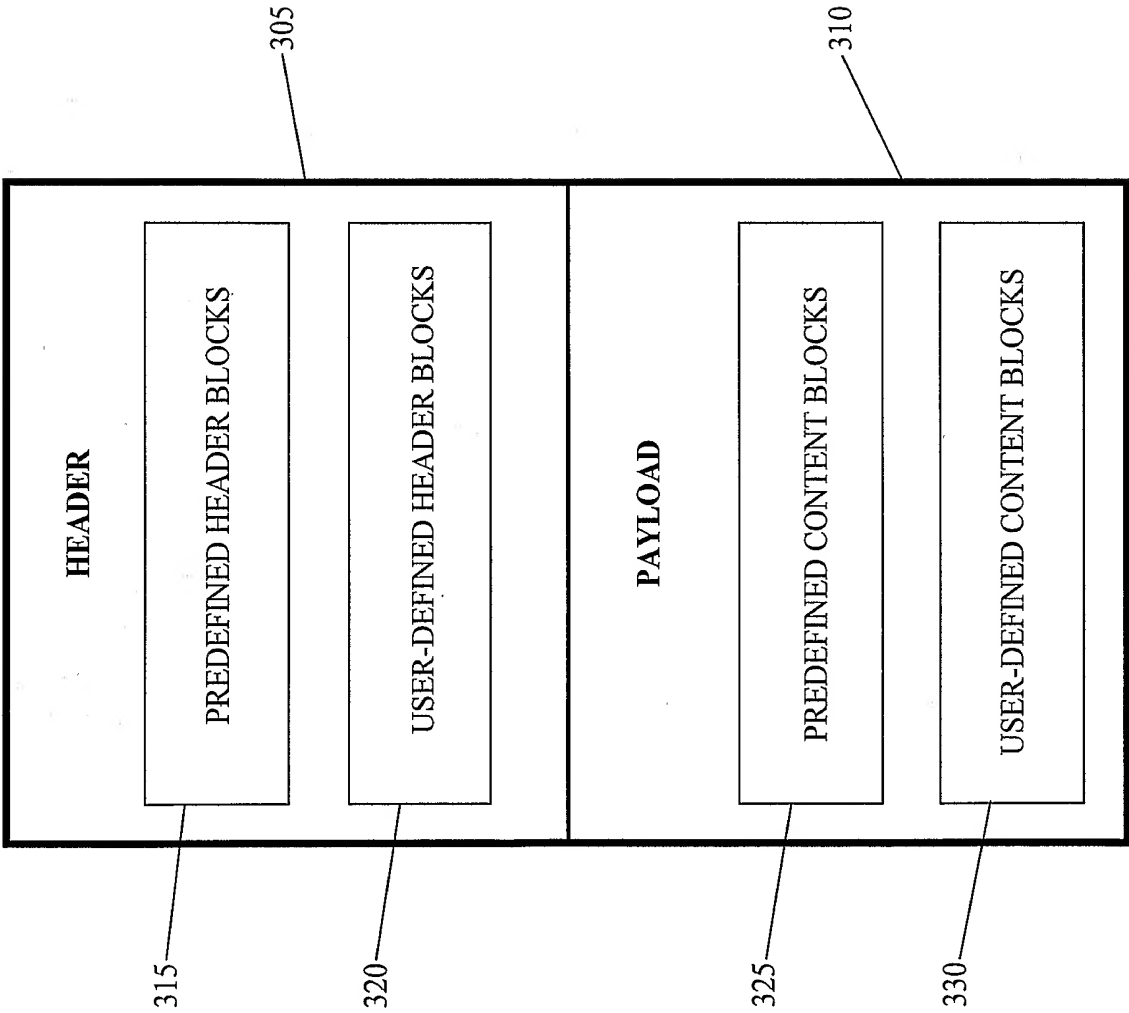 HEADER
305
PREDEFINED HEADER BLOCKS
315
USER-DEFINED HEADER BLOCKS
320
PAYLOAD
310
PREDEFINED CONTENT BLOCKS
325
USER-DEFINED CONTENT BLOCKS
330